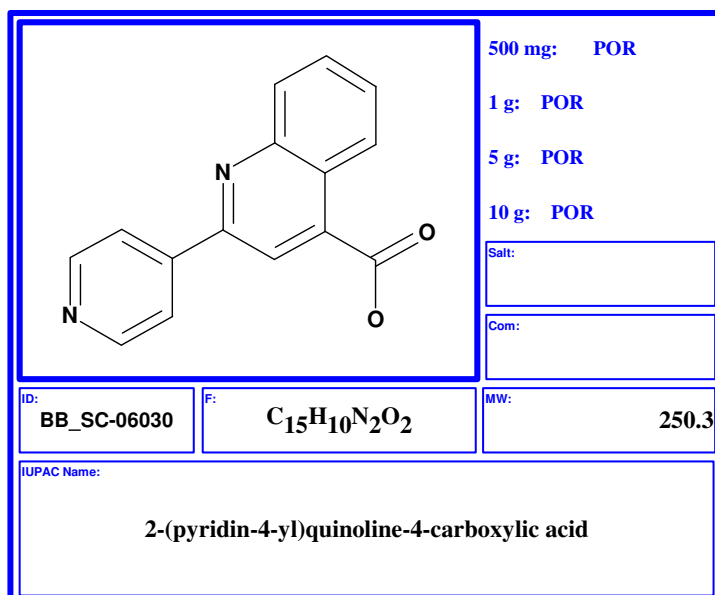 N
O
N
O
500 mg: POR
1 g: POR
5 g: POR
10 g: POR
Salt:
Com:
ID:
BB_SC-06030
F:
C15H10N2O2
MW:
250.3
IUPAC Name:
2-(pyridin-4-yl)quinoline-4-carboxylic acid